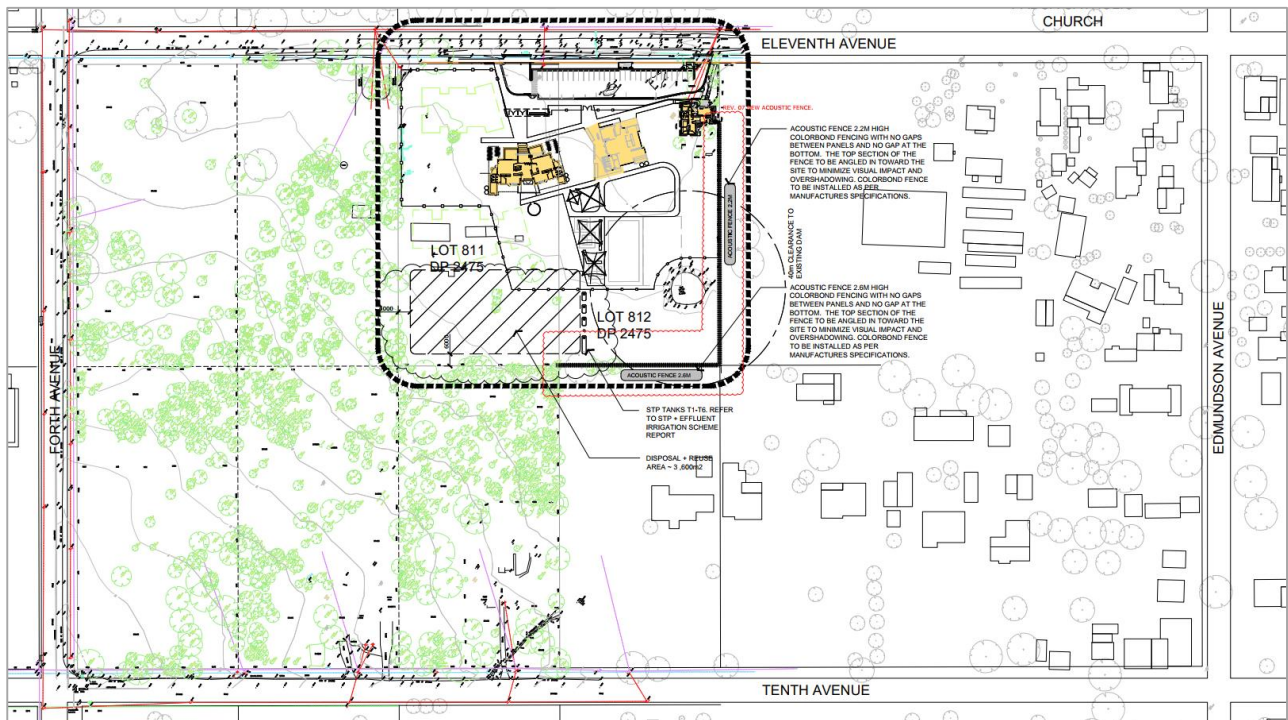 CHURCH
ELEVENTH AVENUE
REV. 07 NEW ACOUSTIC FENCE.
ACOUSTIC FENCE 2.2M HIGH
COLORBOND FENCING WITH NO GAPS
BETWEEN PANELS AND NO GAP AT THE
BOTTOM. THE TOP SECTION OF THE
FENCE TO BE ANGLED IN TOWARD THE
SITE TO MINIMIZE VISUAL IMPACT AND
OVERSHADOWING. COLORBOND FENCE
TO BE INSTALLED AS PER
MANUFACTURES SPECIFICATIONS.
ACOUSTIC FENCE 2.2M
40m CLEARANCE TO
EXISTING DAM
LOT 811
DP 2475
ACOUSTIC FENCE 2.6M HIGH
COLORBOND FENCING WITH NO GAPS
BETWEEN PANELS AND NO GAP AT THE
BOTTOM. THE TOP SECTION OF THE
FENCE TO BE ANGLED IN TOWARD THE
SITE TO MINIMIZE VISUAL IMPACT AND
OVERSHADOWING. COLORBOND FENCE
TO BE INSTALLED AS PER
MANUFACTURES SPECIFICATIONS.
LOT 812
DP 2475
FORTH AVENUE
EDMUNDSON AVENUE
ACOUSTIC FENCE 2.6M
STP TANKS T1-T6. REFER
TO STP + EFFLUENT
IRRIGATION SCHEME
REPORT
DISPOSAL + REUSE
AREA ~ 3 ,600m2
TENTH AVENUE